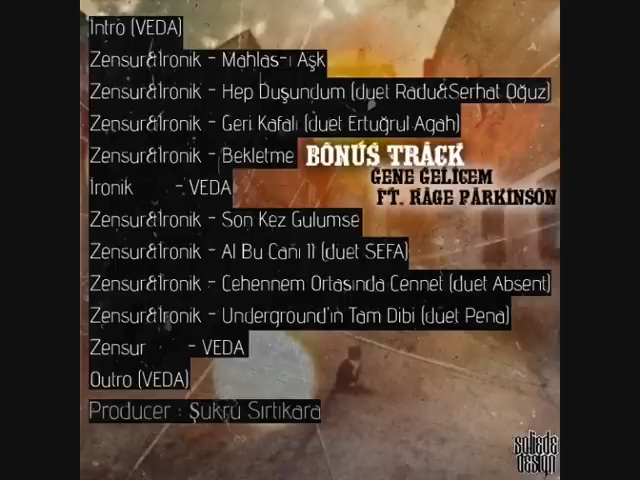 İntro (VEDA)
Zensur&İronik - Mahlas-ı Aşk
Zensur&İronik - Hep Duşundum (duet Radu&Serhat Oğuz)
Zensur&İronik - Geri Kafalı (duet Ertuğrul Agah)
Zensur&İronik - Bekletme
BONUS TRACK
GENE GELICEM
FT. RAGE PARKINSON
İronik - VEDA
Zensur&İronik - Son Kez Gulumse
Zensur&İronik - Al Bu Canı II (duet SEFA)
Zensur&İronik - Cehennem Ortasında Cennet (duet Absent)
Zensur&İronik - Underground'ın Tam Dibi (duet Pena)
Zensur - VEDA
Outro (VEDA)
Producer : Şukru Sırtıkara
design